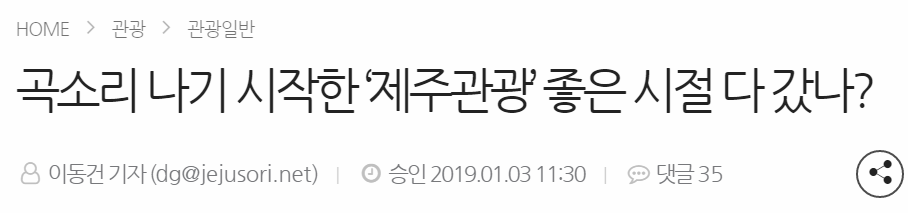 HOME > 관광 > 관광일반
곡소리 나기 시작한 ‘제주관광’ 좋은 시절 다 갔나?
이동건 기자 (dg@jejusori.net) | 승인 2019.01.03 11:30 | 댓글 35